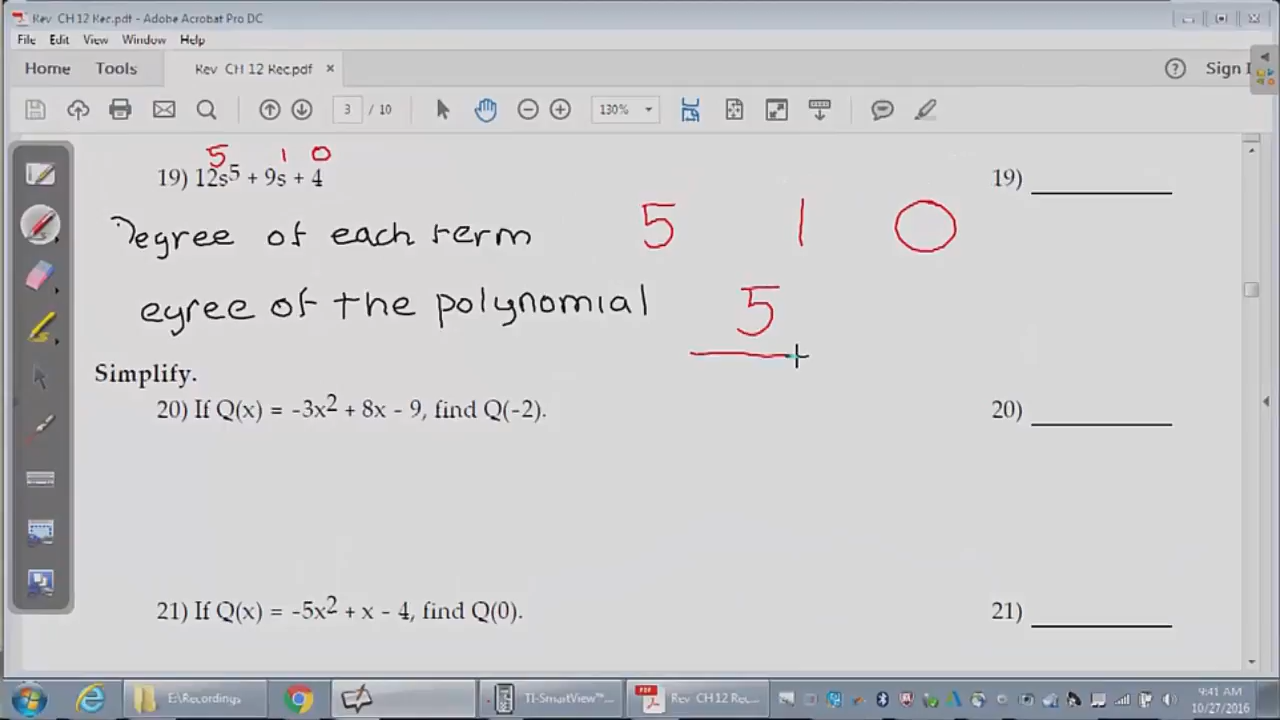 Rev CH 12 Rec.pdf - Adobe Acrobat Pro DC
File Edit View Window Help
Home Tools Rev CH 12 Rec.pdf × Sign I
3 / 10 130%
5 1 0
19) 12s5 + 9s + 4 19)
Degree of each term 5 1 0
egree of the polynomial 5
Simplify.
20) If Q(x) = -3x2 + 8x - 9, find Q(-2). 20)
21) If Q(x) = -5x2 + x - 4, find Q(0). 21)
E:\Recordings TI-SmartView™... Rev CH 12 Rec... 9:41 AM
10/27/2016